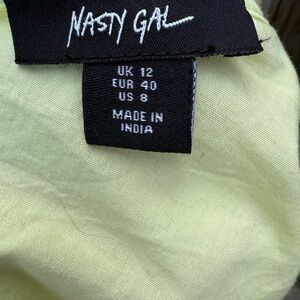 NASTY GAL
UK 12
EUR 40
US 8
MADE IN
INDIA